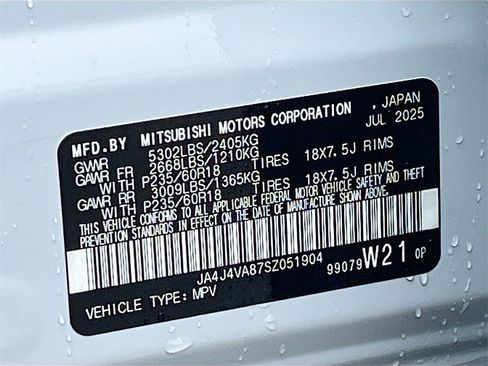 MFD.BY MITSUBISHI MOTORS CORPORATION , JAPAN
GVWR 5302LBS/2405KG JUL 2025
GAWR FR 2668LBS/1210KG
WITH P235/60R18 TIRES 18X7.5J RIMS
GAWR RR 3009LBS/1365KG
WITH P235/60R18 TIRES 18X7.5J RIMS
THIS VEHICLE CONFORMS TO ALL APPLICABLE FEDERAL MOTOR VEHICLE SAFETY AND THEFT
PREVENTION STANDARDS IN EFFECT ON THE DATE OF MANUFACTURE SHOWN ABOVE.
JA4J4VA87SZ051904
VEHICLE TYPE: MPV 99079 W21 0P